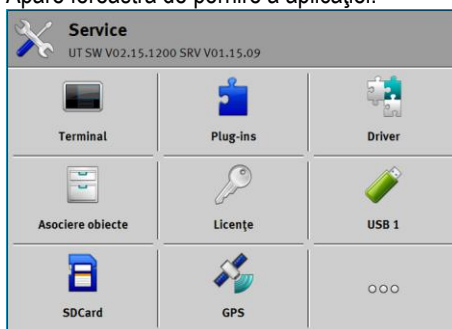 Apare fereastra de pornire a aplicației.
Service
UT SW V02.15.1200 SRV V01.15.09
Terminal Plug-ins Driver
Asociere obiecte Licențe USB 1
SDCard GPS